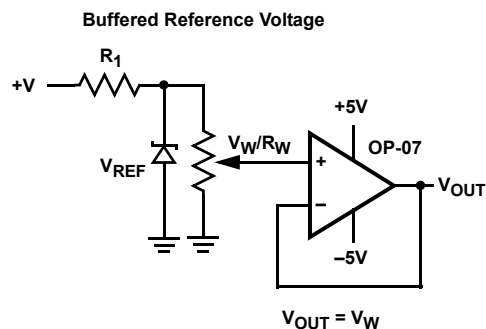 Buffered Reference Voltage
R1
+V
+5V
OP-07
VW/RW
+
VREF
VOUT
–
–5V
VOUT = VW